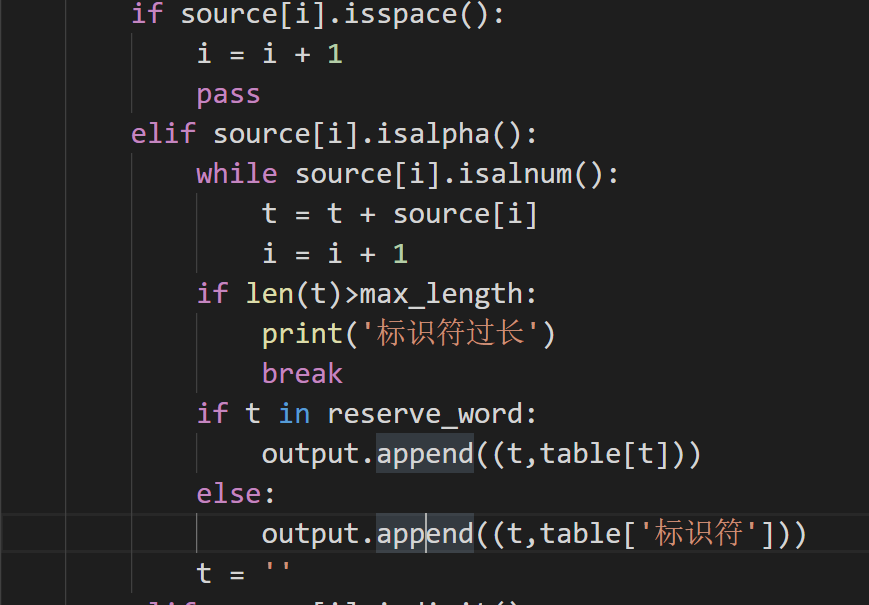 if source[i].isspace():
i = i + 1
pass
elif source[i].isalpha():
while source[i].isalnum():
t = t + source[i]
i = i + 1
if len(t)>max_length:
print('标识符过长')
break
if t in reserve_word:
output.append((t,table[t]))
else:
output.append((t,table['标识符']))
t = ''